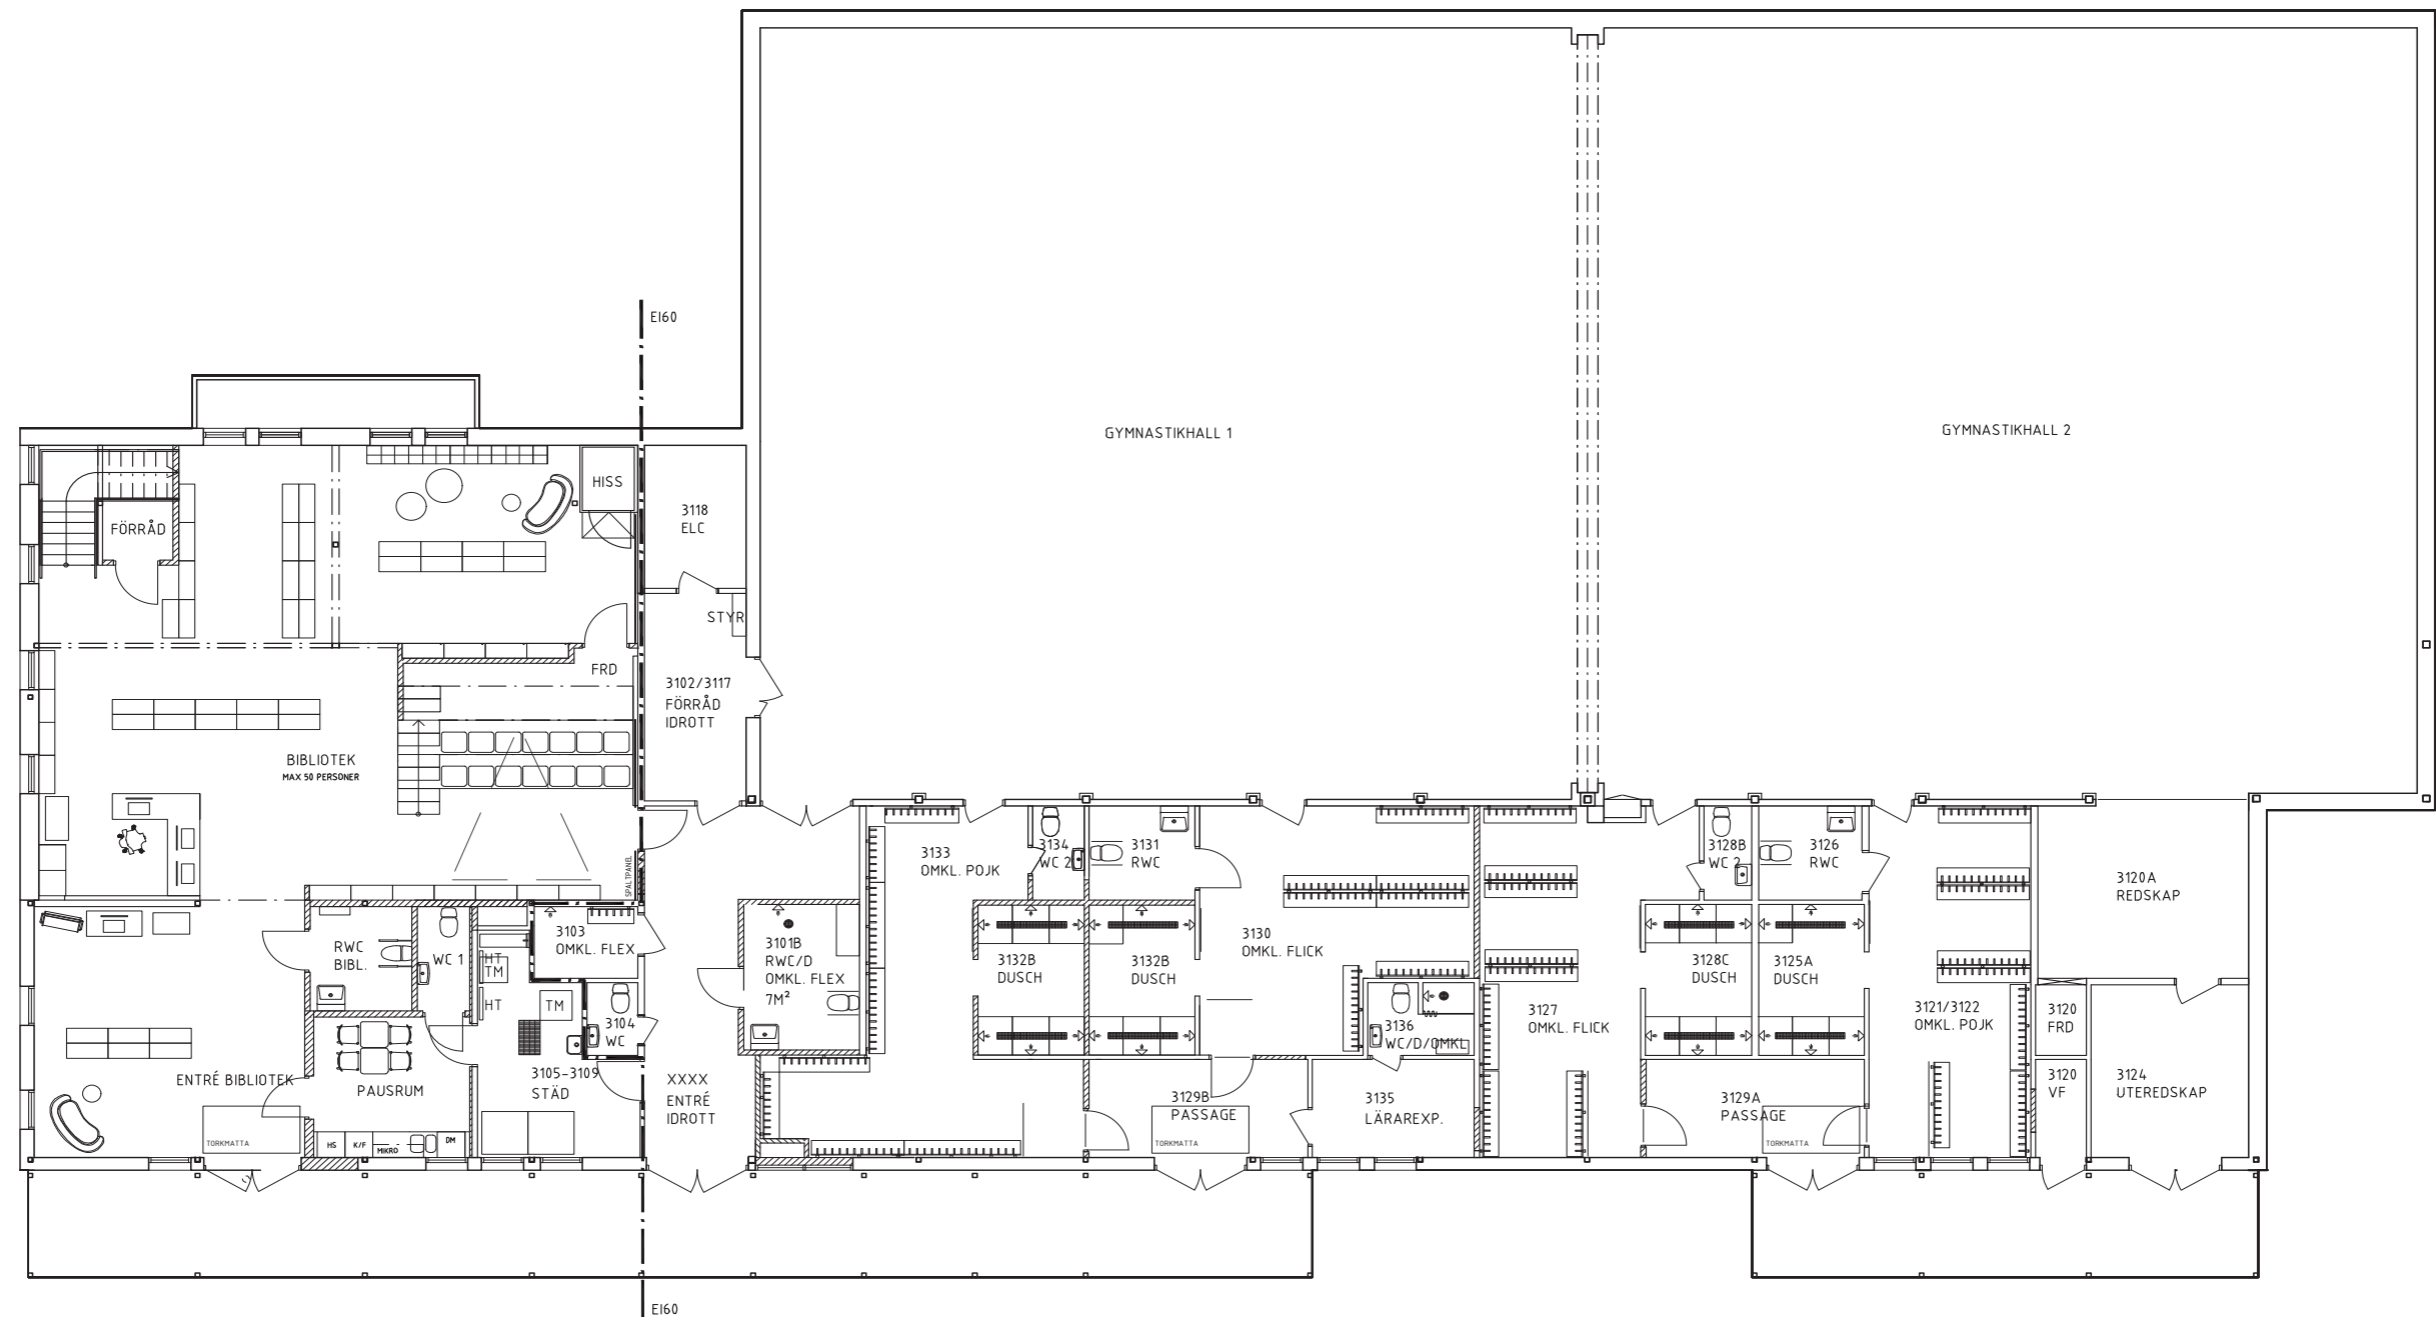 EI60
GYMNASTIKHALL 1
GYMNASTIKHALL 2
HISS
FÖRRÅD
3118
ELC
STYR
FRD
3102/3117
FÖRRÅD
IDROTT
BIBLIOTEK
MAX 50 PERSONER
SPALTPANEL
3133
OMKL. POJK
3134
WC 2
3131
RWC
3128B
WC 2
3126
RWC
3120A
REDSKAP
3103
OMKL. FLEX
RWC
BIBL.
WC 1
HT
TM
HT
TM
3101B
RWC/D
OMKL. FLEX
7M²
3132B
DUSCH
3132B
DUSCH
3130
OMKL. FLICK
3128C
DUSCH
3125A
DUSCH
3104
WC
3136
WC/D/OMKL
3127
OMKL. FLICK
3121/3122
OMKL. POJK
3120
FRD
ENTRÉ BIBLIOTEK
PAUSRUM
3105-3109
STÄD
XXXX
ENTRÉ
IDROTT
3129B
PASSAGE
3135
LÄRAREXP.
3129A
PASSAGE
3120
VF
3124
UTEREDSKAP
TORKMATTA
HS
K/F
MIKRO
DM
TORKMATTA
TORKMATTA
EI60